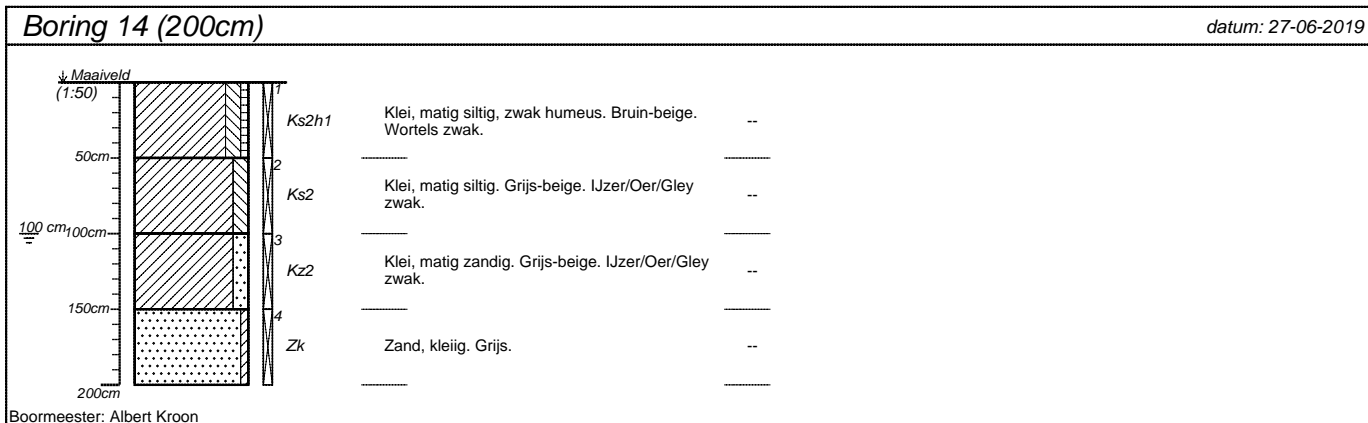 Boring 14 (200cm)
datum: 27-06-2019
Maaiveld
(1:50)
1
Ks2h1
Klei, matig siltig, zwak humeus. Bruin-beige.
Wortels zwak.
--
50cm
2
Ks2
Klei, matig siltig. Grijs-beige. IJzer/Oer/Gley
zwak.
--
100 cm
100cm
3
Kz2
Klei, matig zandig. Grijs-beige. IJzer/Oer/Gley
zwak.
--
150cm
4
Zk
Zand, kleiig. Grijs.
--
200cm
Boormeester: Albert Kroon